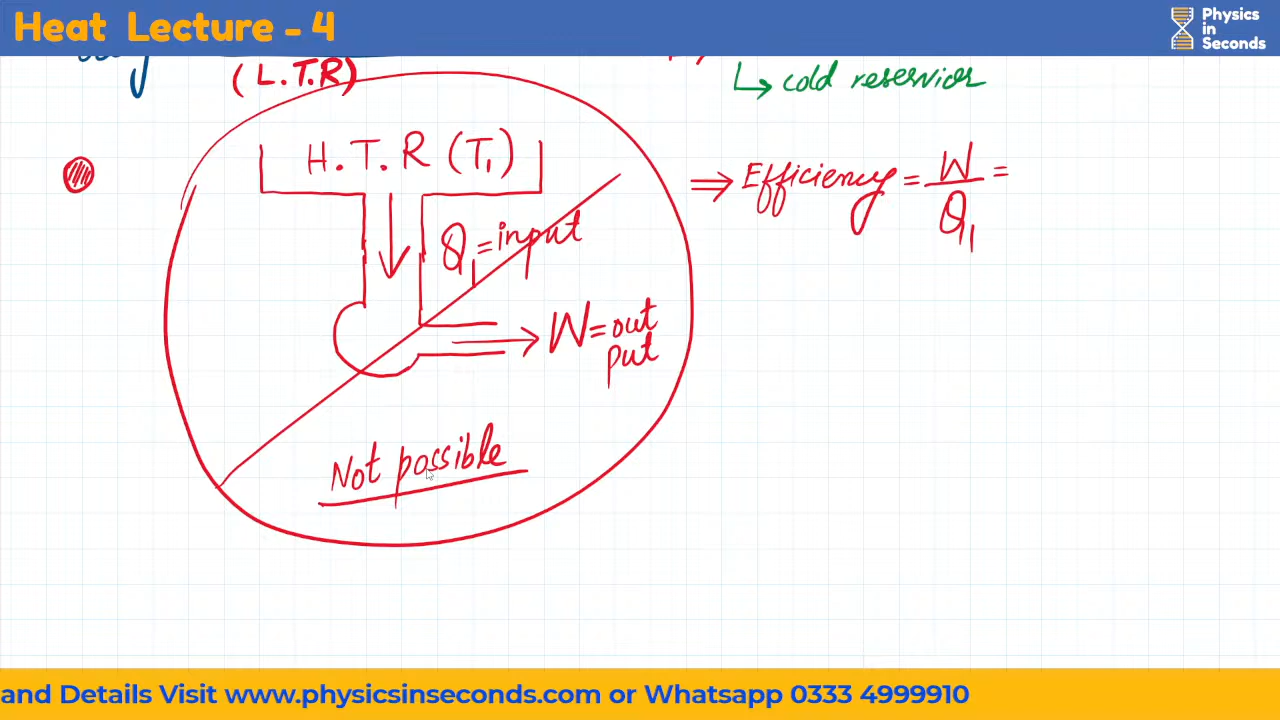 Heat Lecture - 4
Physics
in
Seconds
(L.T.R)
↳ cold reservior
H.T.R (T₁)
⇒ Efficiency = W/Q₁ =
Q₁ = input
W = out
put
Not possible
and Details Visit www.physicsinseconds.com or Whatsapp 0333 4999910